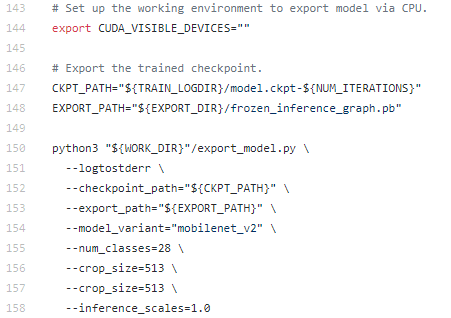 143 # Set up the working environment to export model via CPU.
144 export CUDA_VISIBLE_DEVICES=""
145
146 # Export the trained checkpoint.
147 CKPT_PATH="${TRAIN_LOGDIR}/model.ckpt-${NUM_ITERATIONS}"
148 EXPORT_PATH="${EXPORT_DIR}/frozen_inference_graph.pb"
149
150 python3 "${WORK_DIR}"/export_model.py \
151   --logtostderr \
152   --checkpoint_path="${CKPT_PATH}" \
153   --export_path="${EXPORT_PATH}" \
154   --model_variant="mobilenet_v2" \
155   --num_classes=28 \
156   --crop_size=513 \
157   --crop_size=513 \
158   --inference_scales=1.0